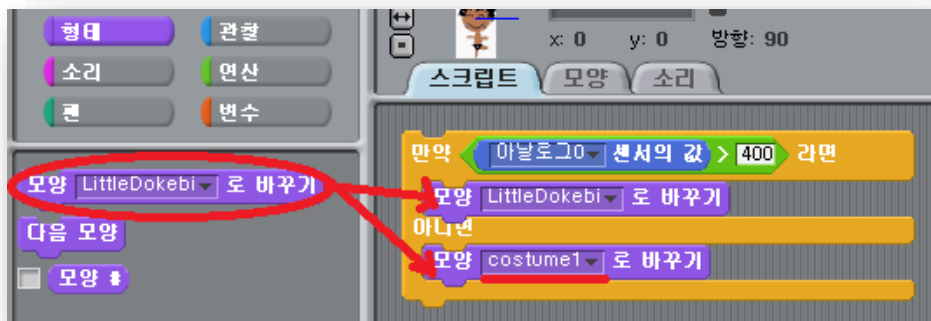 형태 관찰
소리 연산
펜 변수
모양 LittleDokebi 로 바꾸기
다음 모양
모양 #
x: 0 y: 0 방향: 90
스크립트 모양 소리
만약 아날로그0 센서의 값 > 400 라면
모양 LittleDokebi 로 바꾸기
아니면
모양 costume1 로 바꾸기